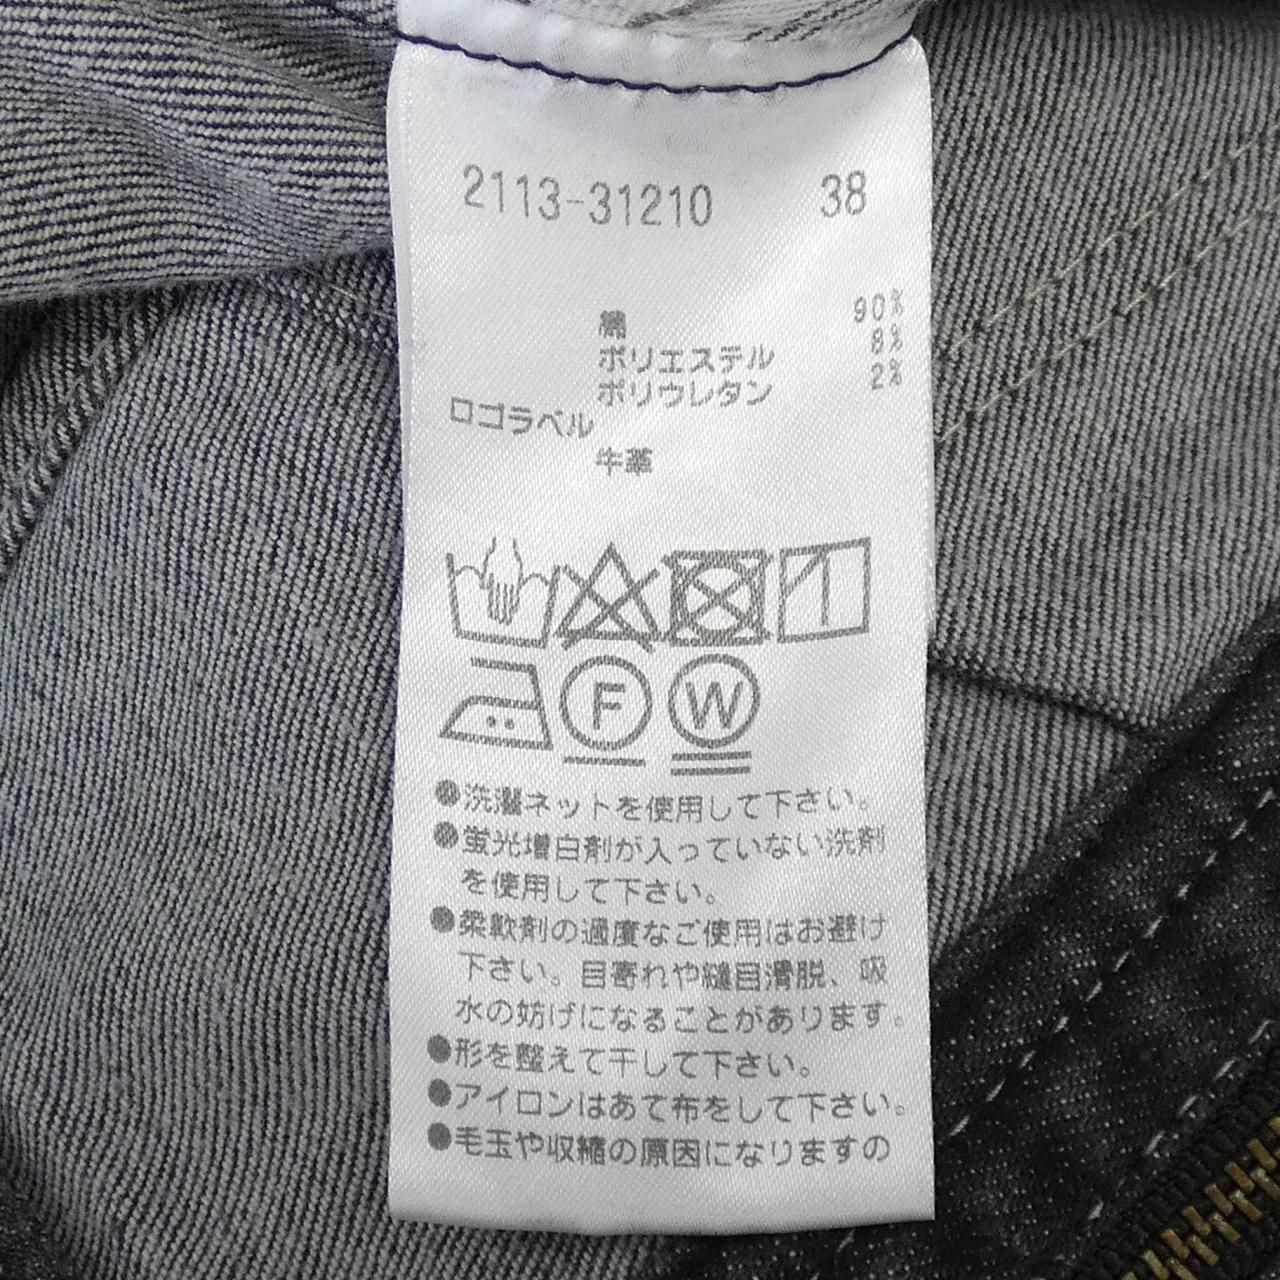 2113-31210 38
綿 90%
ポリエステル 8%
ポリウレタン 2%
ロゴラベル
牛革
F W
●洗濯ネットを使用して下さい。
●蛍光増白剤が入っていない洗剤
を使用して下さい。
●柔軟剤の過度なご使用はお避け
下さい。目寄れや縫目滑脱、吸
水の妨げになることがあります。
●形を整えて干して下さい。
●アイロンはあて布をして下さい。
●毛玉や収縮の原因になりますの